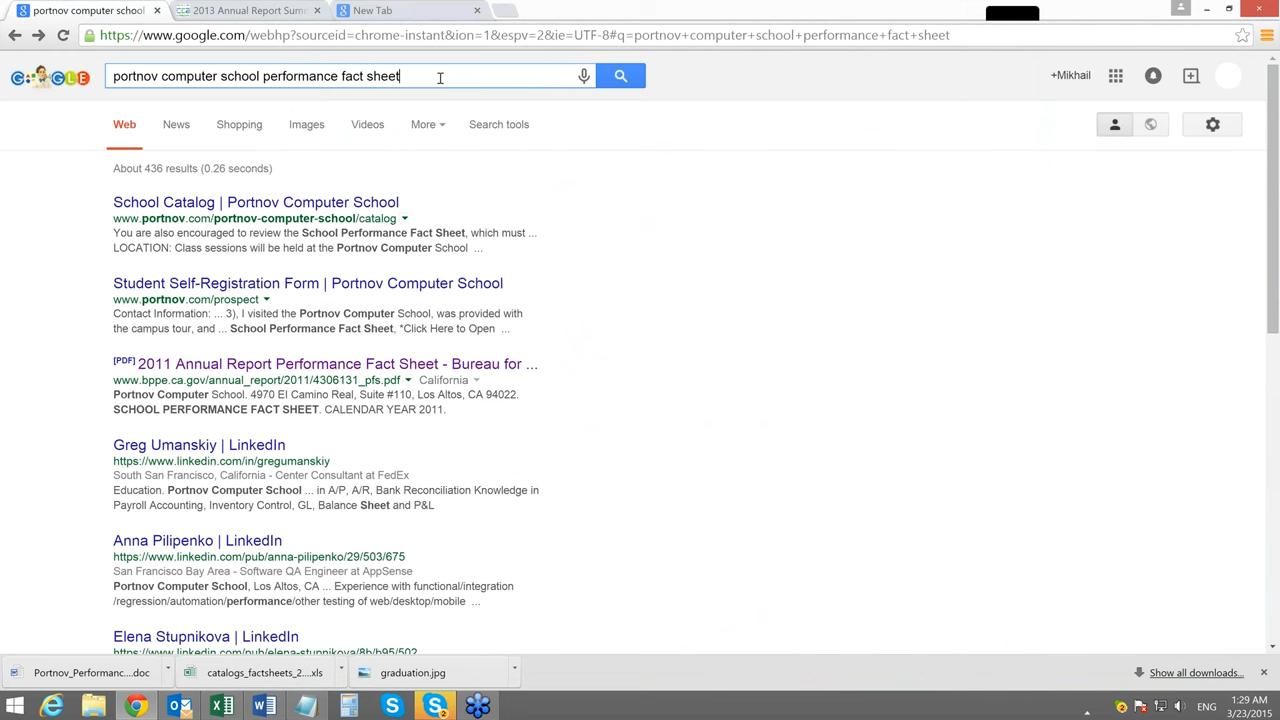 portnov computer school
2013 Annual Report Sum
New Tab
https://www.google.com/webhp?sourceid=chrome-instant&ion=1&espv=2&ie=UTF-8#q=portnov+computer+school+performance+fact+sheet
portnov computer school performance fact sheet
+Mikhail
Web News Shopping Images Videos More Search tools
About 436 results (0.26 seconds)
School Catalog | Portnov Computer School
www.portnov.com/portnov-computer-school/catalog
You are also encouraged to review the School Performance Fact Sheet, which must ...
LOCATION: Class sessions will be held at the Portnov Computer School ...
Student Self-Registration Form | Portnov Computer School
www.portnov.com/prospect
Contact Information: ... 3), I visited the Portnov Computer School, was provided with
the campus tour, and ... School Performance Fact Sheet, *Click Here to Open ...
[PDF] 2011 Annual Report Performance Fact Sheet - Bureau for ...
www.bppe.ca.gov/annual_report/2011/4306131_pfs.pdf California
Portnov Computer School. 4970 El Camino Real, Suite #110, Los Altos, CA 94022.
SCHOOL PERFORMANCE FACT SHEET. CALENDAR YEAR 2011.
Greg Umanskiy | LinkedIn
https://www.linkedin.com/in/gregumanskiy
South San Francisco, California - Center Consultant at FedEx
Education. Portnov Computer School ... in A/P, A/R, Bank Reconciliation Knowledge in
Payroll Accounting, Inventory Control, GL, Balance Sheet and P&L
Anna Pilipenko | LinkedIn
https://www.linkedin.com/pub/anna-pilipenko/29/503/675
San Francisco Bay Area - Software QA Engineer at AppSense
Portnov Computer School, Los Altos, CA ... Experience with functional/integration
/regression/automation/performance/other testing of web/desktop/mobile ...
Elena Stupnikova | LinkedIn
https://www.linkedin.com/pub/elena-stupnikova/8b/b95/502
Portnov_Performanc....doc
catalogs_factsheets_2....xls
graduation.jpg
Show all downloads...
ENG
1:29 AM
3/23/2015